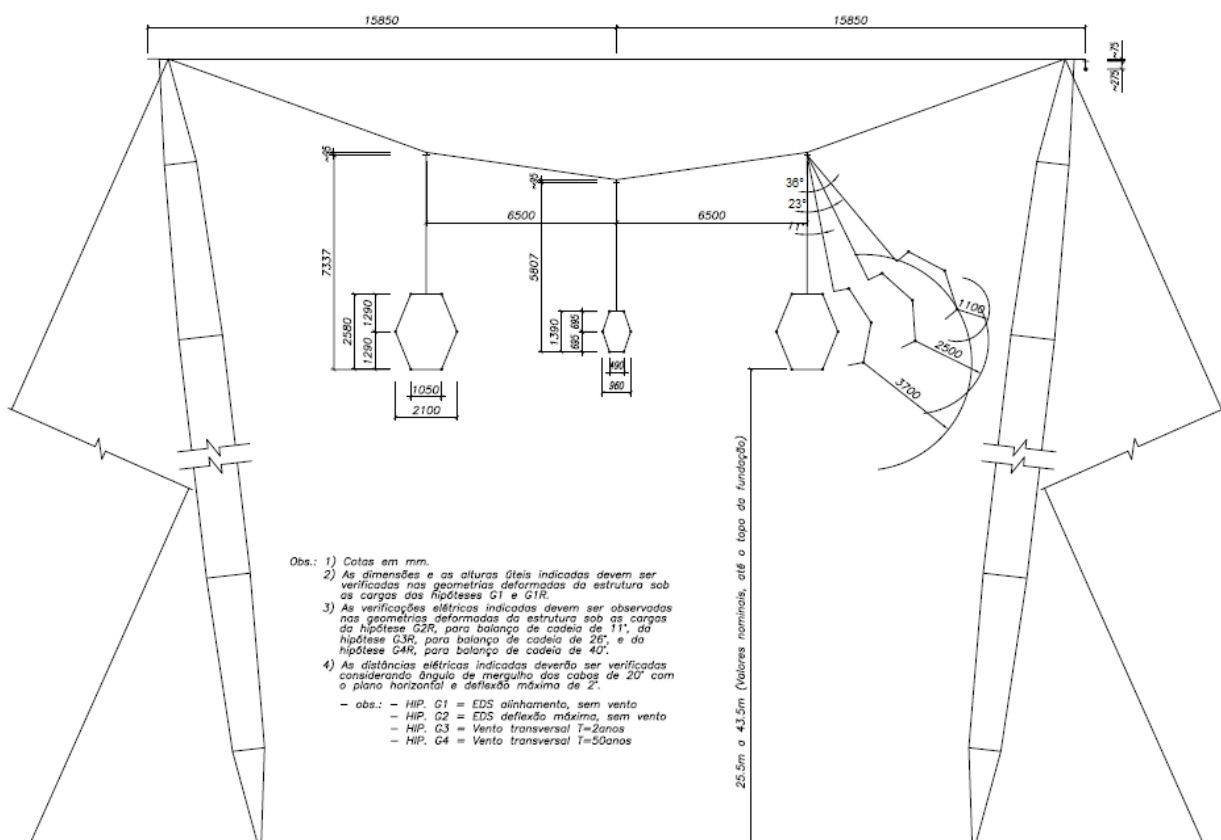 15850
15850
~75
~275
~95
~95
36°
23°
11°
6500
6500
7337
5807
2580
1290
1290
1390
695
695
490
960
1050
2100
1100
2500
3700
25.5m a 43.5m (Valores nominais, até o topo da fundação)
Obs.: 1) Cotas em mm.
2) As dimensões e as alturas úteis indicadas devem ser
verificadas nas geometrias deformadas da estrutura sob
as cargas das hipóteses G1 e G1R.
3) As verificações elétricas indicadas devem ser observadas
nas geometrias deformadas da estrutura sob as cargas
da hipótese G2R, para balanço de cadeia de 11°, da
hipótese G3R, para balanço de cadeia de 26°, e da
hipótese G4R, para balanço de cadeia de 40°.
4) As distâncias elétricas indicadas deverão ser verificadas
considerando ângulo de mergulho dos cabos de 20° com
o plano horizontal e deflexão máxima de 2°.
- obs.: - HIP. G1 = EDS alinhamento, sem vento
- HIP. G2 = EDS deflexão máxima, sem vento
- HIP. G3 = Vento transversal T=2anos
- HIP. G4 = Vento transversal T=50anos